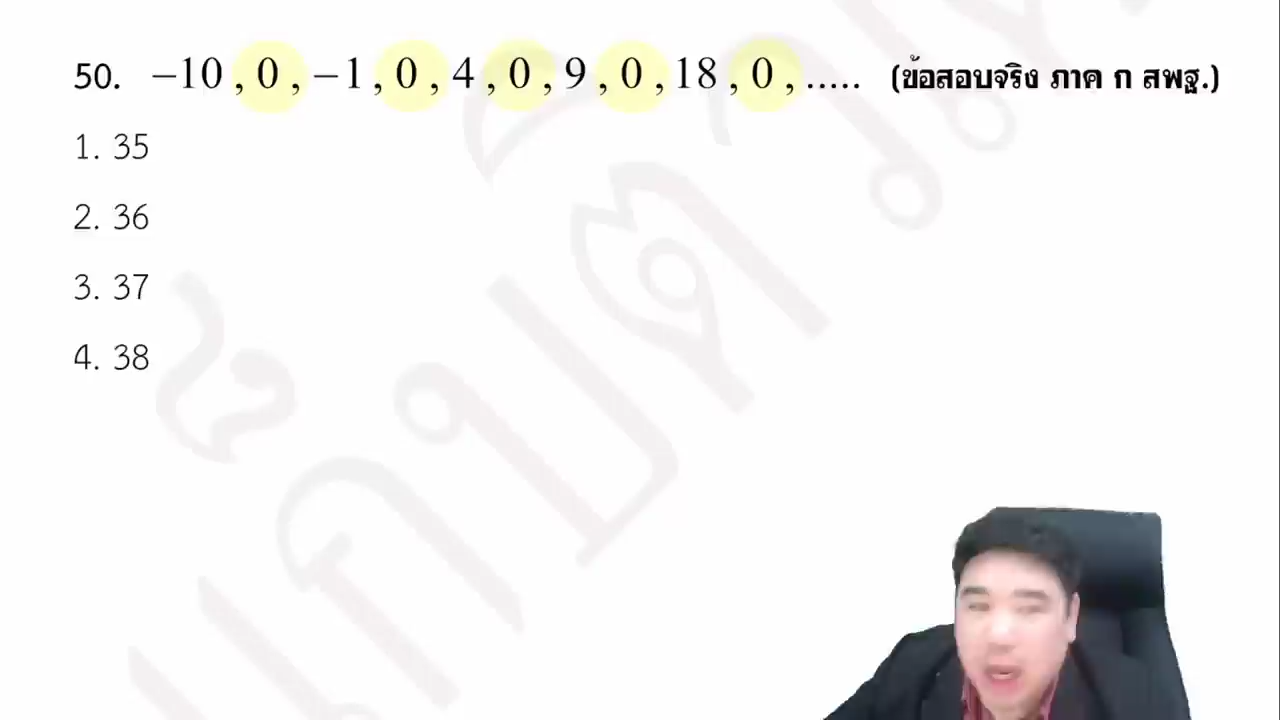 50. −10 , 0 , −1 , 0 , 4 , 0 , 9 , 0 , 18 , 0 , ..... (ข้อสอบจริง ภาค ก สพฐ.)
1. 35
2. 36
3. 37
4. 38